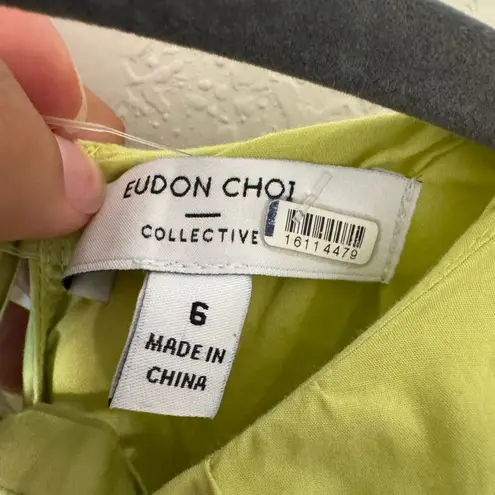 EUDON CHOI
COLLECTIVE
16114479
6
MADE IN
CHINA